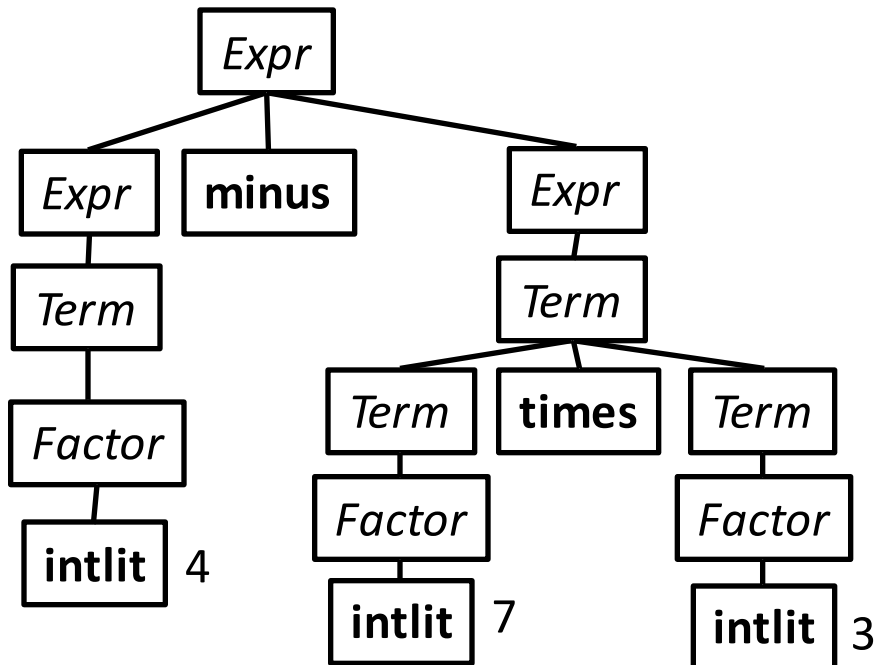 Expr
Expr minus Expr
Term Term
Term times Term
Factor Factor Factor
intlit 4 intlit 7 intlit 3